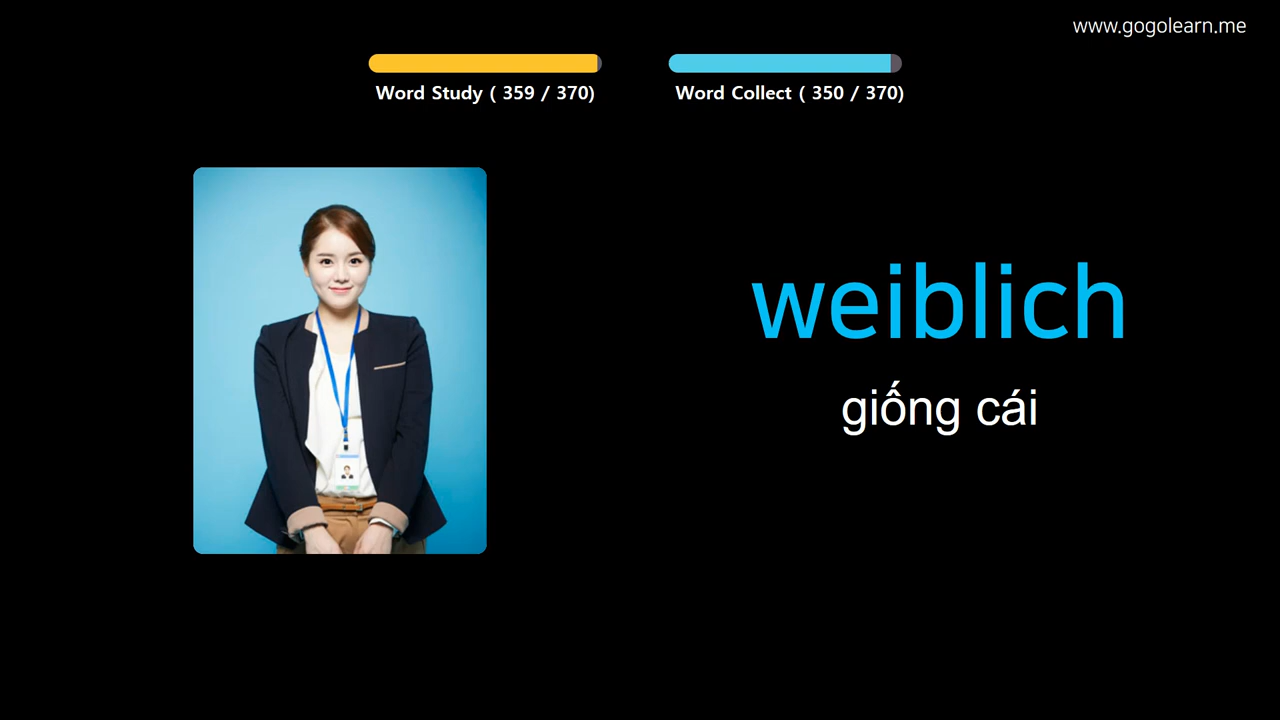 www.gogolearn.me
Word Study ( 359 / 370)
Word Collect ( 350 / 370)
weiblich
giống cái